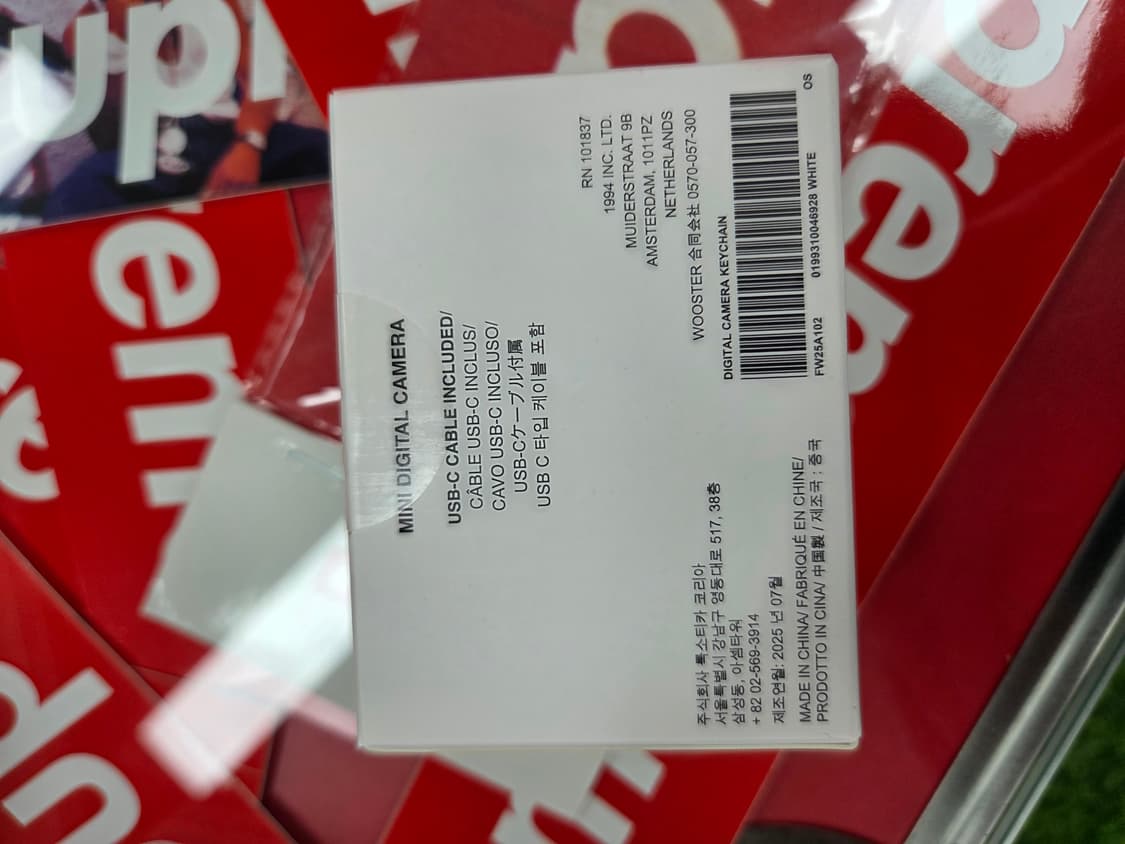 MINI DIGITAL CAMERA
USB-C CABLE INCLUDED/
CÂBLE USB-C INCLUS/
CAVO USB-C INCLUSO/
USB-Cケーブル付属
USB C 타입 케이블 포함
RN 101837
1994 INC. LTD.
MUIDERSTRAAT 9B
AMSTERDAM, 1011PZ
NETHERLANDS
WOOSTER 合同会社 0570-057-300
DIGITAL CAMERA KEYCHAIN
FW25A102 0199310046928 WHITE
OS
주식회사 록소티카 코리아
서울특별시 강남구 영동대로 517, 38층
삼성동, 아셈타워
+ 82 02-569-3914
제조연월: 2025 년 07월
MADE IN CHINA/ FABRIQUÉ EN CHINE/
PRODOTTO IN CINA/ 中国製 / 제조국 : 중국